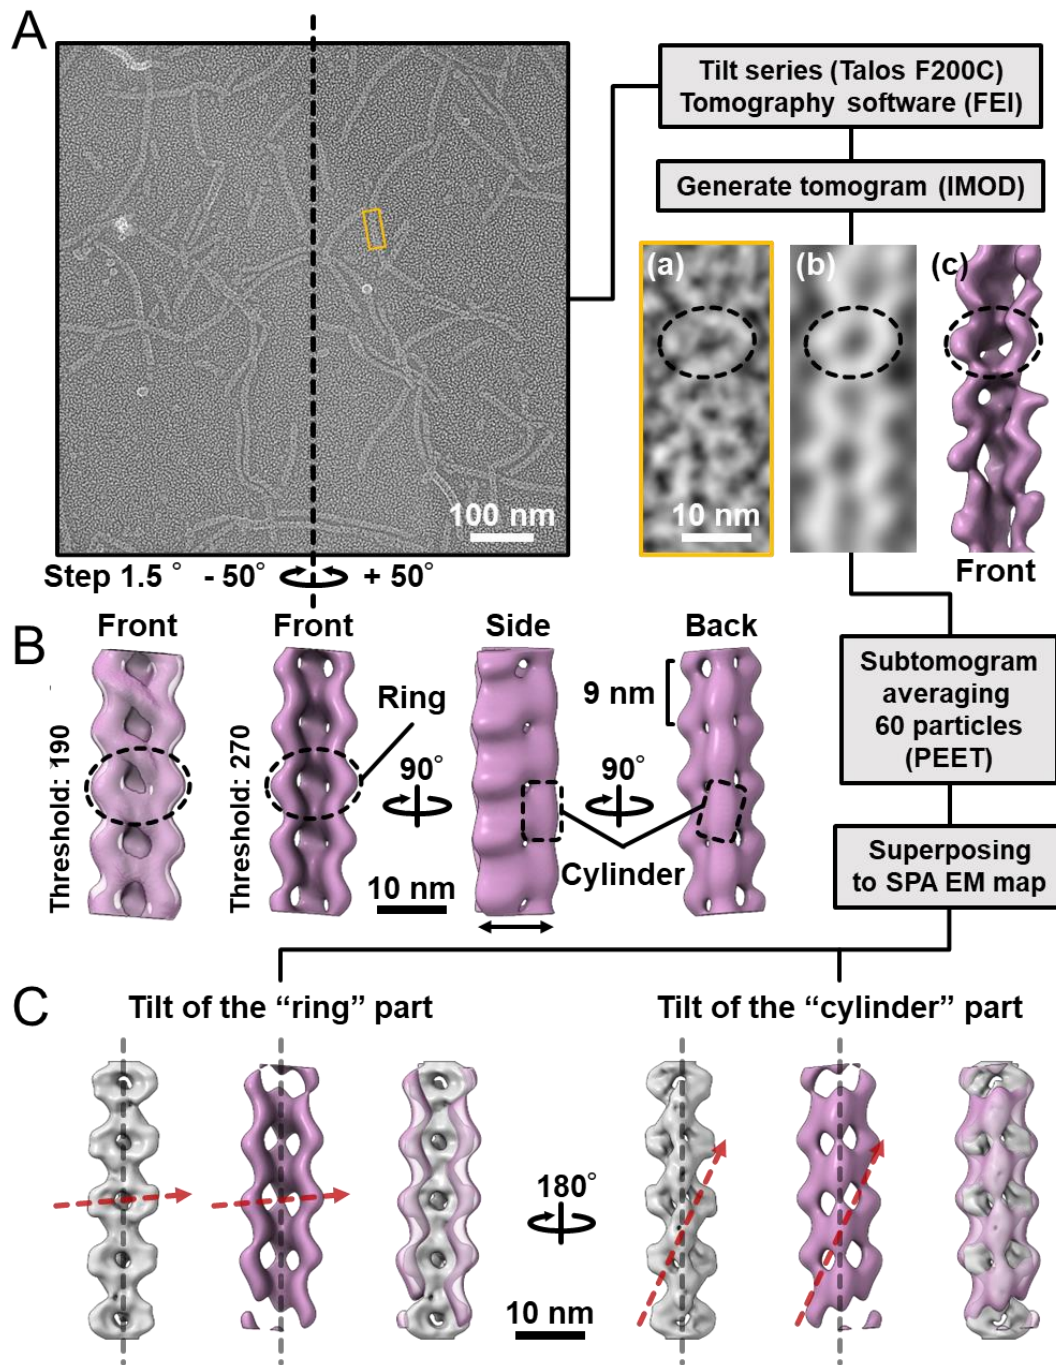 A
Tilt series (Talos F200C)
Tomography software (FEI)
Generate tomogram (IMOD)
(a)
(b)
(c)
100 nm
10 nm
Front
Step 1.5 ° - 50° + 50°
B
Front
Front
Side
Back
Threshold: 190
Threshold: 270
Ring
90°
90°
9 nm
Cylinder
10 nm
Subtomogram
averaging
60 particles
(PEET)
Superposing
to SPA EM map
C
Tilt of the “ring” part
Tilt of the “cylinder” part
180°
10 nm